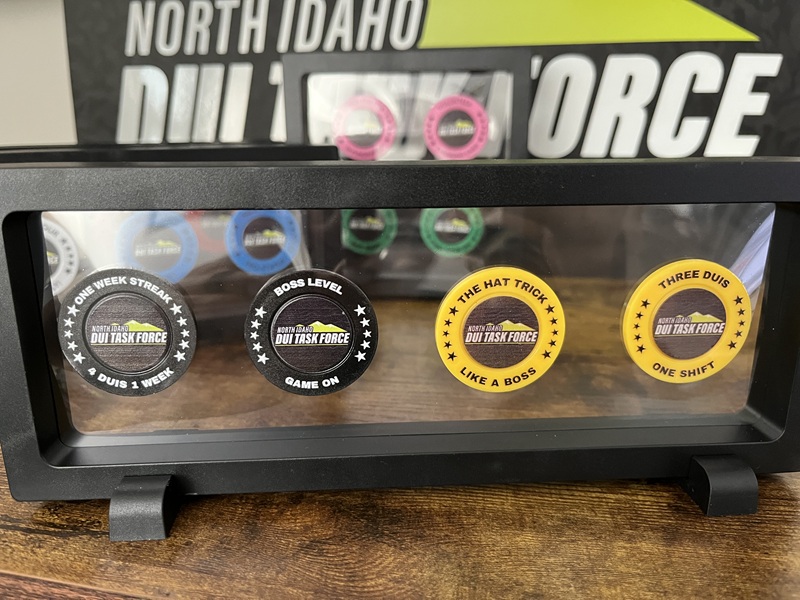 NORTH IDAHO
DUI TASK FORCE
ONE WEEK STREAK
NORTH IDAHO
DUI TASK FORCE
4 DUIS 1 WEEK
BOSS LEVEL
NORTH IDAHO
DUI TASK FORCE
GAME ON
THE HAT TRICK
NORTH IDAHO
DUI TASK FORCE
LIKE A BOSS
THREE DUIS
NORTH IDAHO
DUI TASK FORCE
ONE SHIFT